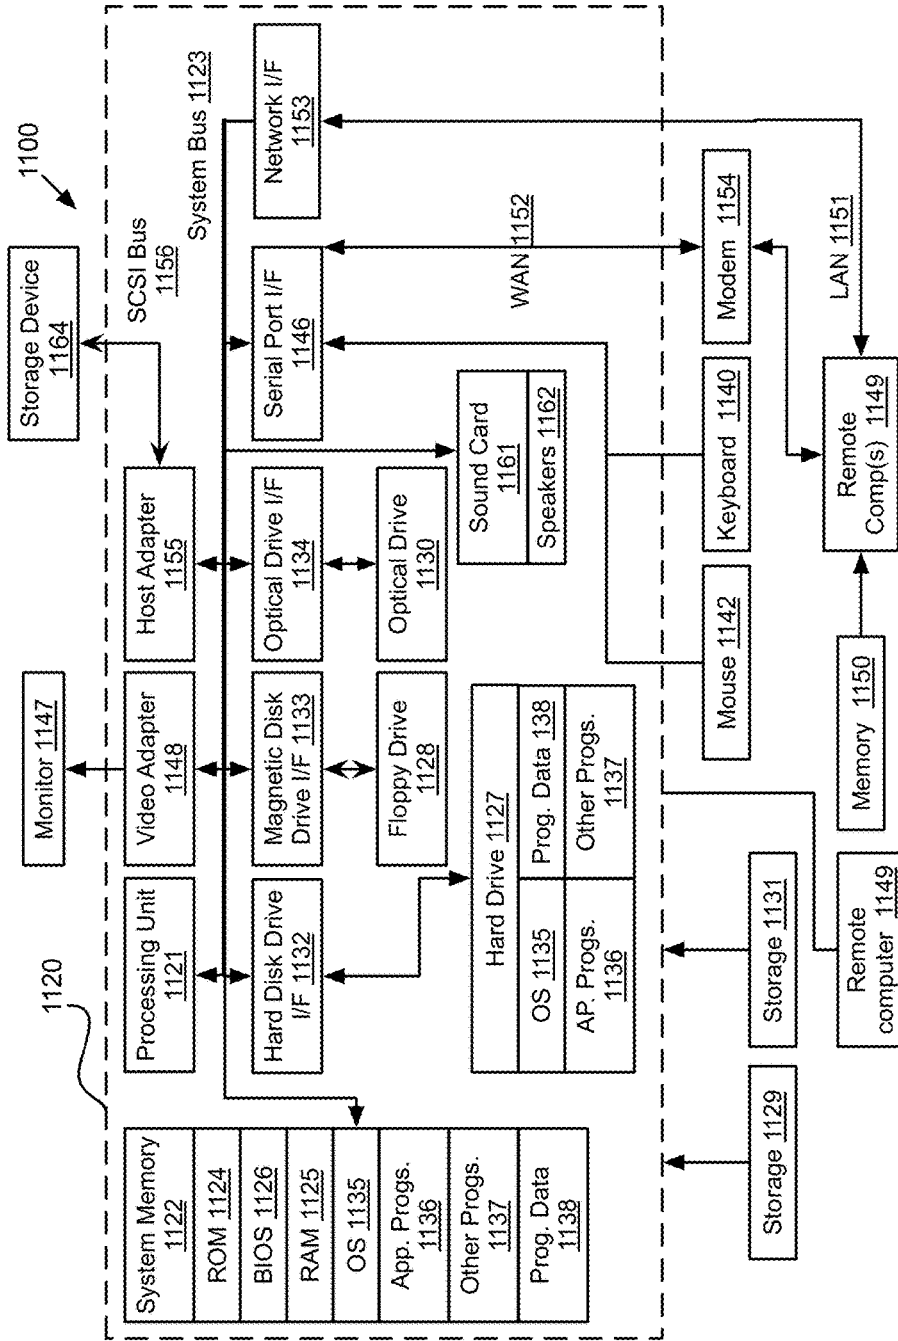 1100
1120
Monitor 1147
Storage Device
1164
SCSI Bus
1156
System Bus 1123
System Memory
1122
ROM 1124
BIOS 1126
RAM 1125
OS 1135
App. Progs.
1136
Other Progs.
1137
Prog. Data
1138
Processing Unit
1121
Video Adapter
1148
Host Adapter
1155
Hard Disk Drive
I/F 1132
Magnetic Disk
Drive I/F 1133
Optical Drive I/F
1134
Serial Port I/F
1146
Network I/F
1153
Floppy Drive
1128
Optical Drive
1130
Sound Card
1161
Speakers 1162
Hard Drive 1127
OS 1135
Prog. Data 138
AP. Progs.
1136
Other Progs.
1137
WAN 1152
Storage 1129
Storage 1131
Mouse 1142
Keyboard 1140
Modem 1154
Remote
computer 1149
Memory 1150
Remote
Comp(s) 1149
LAN 1151